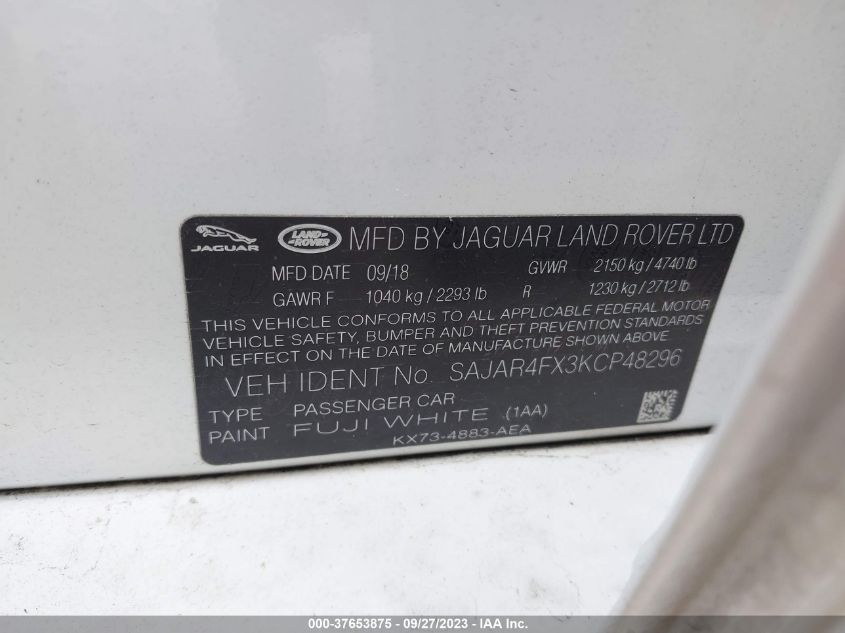 JAGUAR LAND ROVER MFD BY JAGUAR LAND ROVER LTD
MFD DATE 09/18 GVWR 2150 kg / 4740 lb
GAWR F 1040 kg / 2293 lb R 1230 kg / 2712 lb
THIS VEHICLE CONFORMS TO ALL APPLICABLE FEDERAL MOTOR
VEHICLE SAFETY, BUMPER AND THEFT PREVENTION STANDARDS
IN EFFECT ON THE DATE OF MANUFACTURE SHOWN ABOVE.
VEH IDENT No. SAJAR4FX3KCP48296
TYPE PASSENGER CAR
PAINT FUJI WHITE (1AA)
KX73-4883-AEA
000-37653875 - 09/27/2023 - IAA Inc.